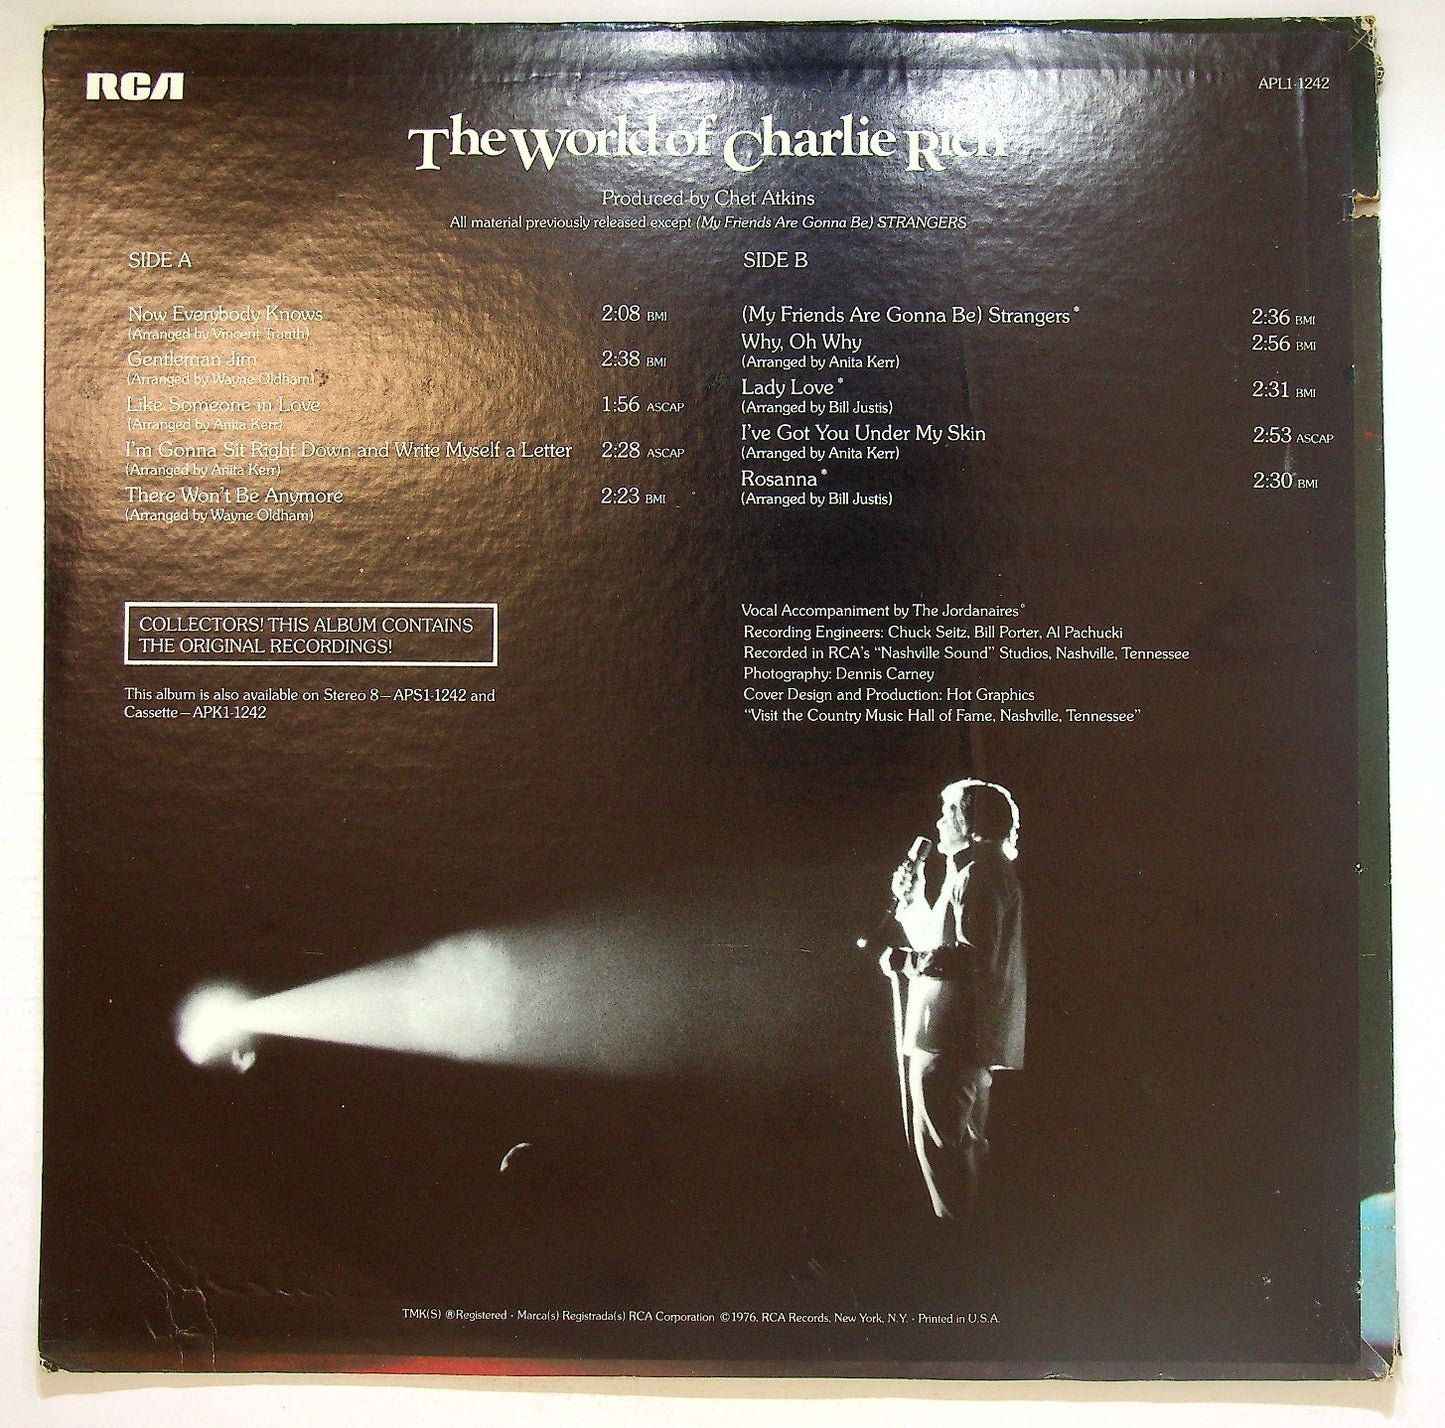 RCA
APL1-1242
The World of Charlie Rich
Produced by Chet Atkins
All material previously released except (My Friends Are Gonna Be) STRANGERS
SIDE A
Now Everybody Knows 2:08 BMI
(Arranged by Vincent Trauth)
Gentleman Jim 2:38 BMI
(Arranged by Wayne Oldham)
Like Someone in Love 1:56 ASCAP
(Arranged by Anita Kerr)
I'm Gonna Sit Right Down and Write Myself a Letter 2:28 ASCAP
(Arranged by Anita Kerr)
There Won't Be Anymore 2:23 BMI
(Arranged by Wayne Oldham)
SIDE B
(My Friends Are Gonna Be) Strangers* 2:36 BMI
Why, Oh Why 2:56 BMI
(Arranged by Anita Kerr)
Lady Love* 2:31 BMI
(Arranged by Bill Justis)
I've Got You Under My Skin 2:53 ASCAP
(Arranged by Anita Kerr)
Rosanna* 2:30 BMI
(Arranged by Bill Justis)
COLLECTORS! THIS ALBUM CONTAINS
THE ORIGINAL RECORDINGS!
This album is also available on Stereo 8—APS1-1242 and
Cassette—APK1-1242
Vocal Accompaniment by The Jordanaires*
Recording Engineers: Chuck Seitz, Bill Porter, Al Pachucki
Recorded in RCA's "Nashville Sound" Studios, Nashville, Tennessee
Photography: Dennis Carney
Cover Design and Production: Hot Graphics
"Visit the Country Music Hall of Fame, Nashville, Tennessee"
TMK(S) ® Registered • Marca(s) Registrada(s) RCA Corporation © 1976, RCA Records, New York, N.Y. • Printed in U.S.A.